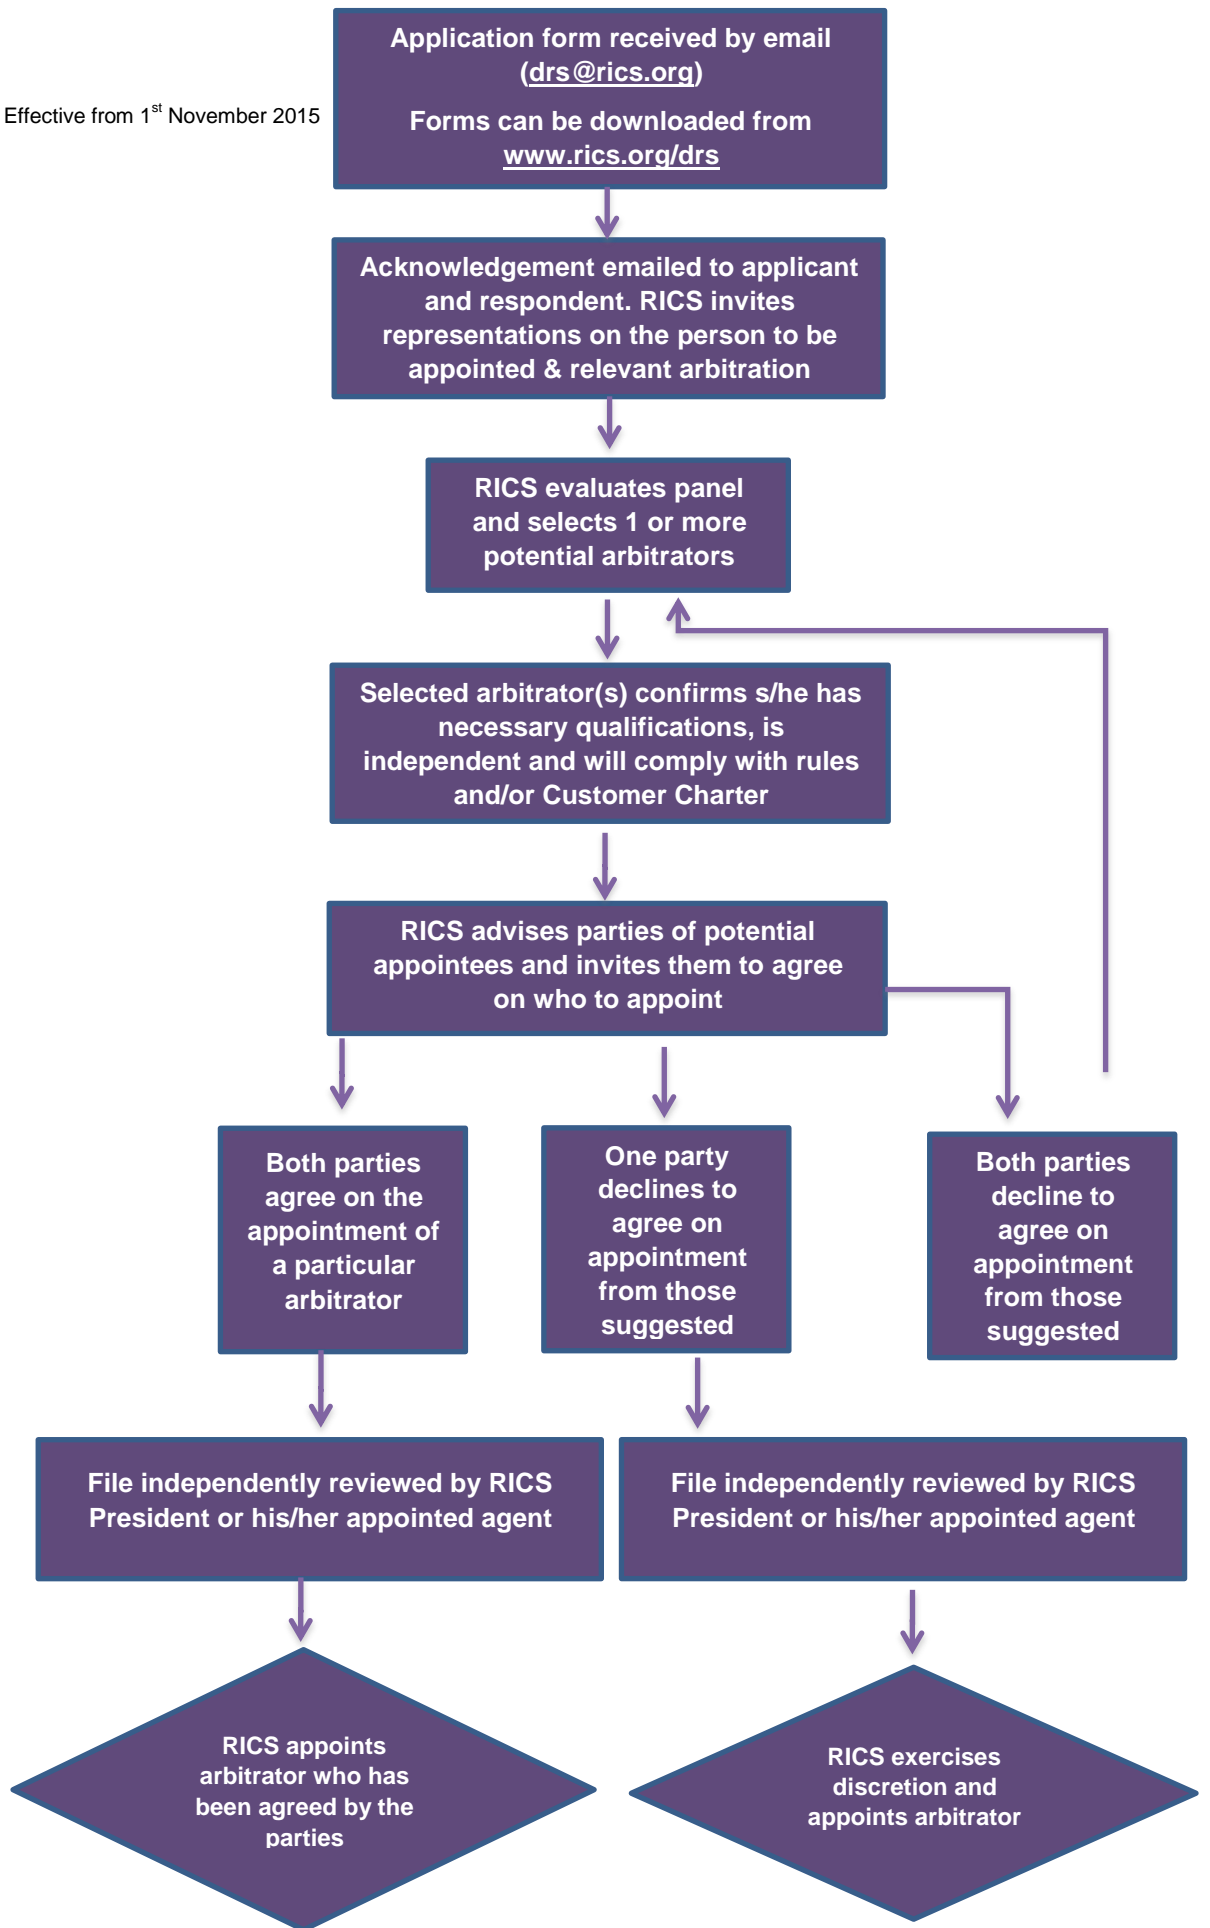 Application form received by email
(drs@rics.org)
Effective from 1st November 2015
Forms can be downloaded from
www.rics.org/drs
Acknowledgement emailed to applicant
and respondent. RICS invites
representations on the person to be
appointed & relevant arbitration
RICS evaluates panel
and selects 1 or more
potential arbitrators
Selected arbitrator(s) confirms s/he has
necessary qualifications, is
independent and will comply with rules
and/or Customer Charter
RICS advises parties of potential
appointees and invites them to agree
on who to appoint
Both parties
agree on the
appointment of
a particular
arbitrator
One party
declines to
agree on
appointment
from those
suggested
Both parties
decline to
agree on
appointment
from those
suggested
File independently reviewed by RICS
President or his/her appointed agent
File independently reviewed by RICS
President or his/her appointed agent
RICS appoints
arbitrator who has
been agreed by the
parties
RICS exercises
discretion and
appoints arbitrator